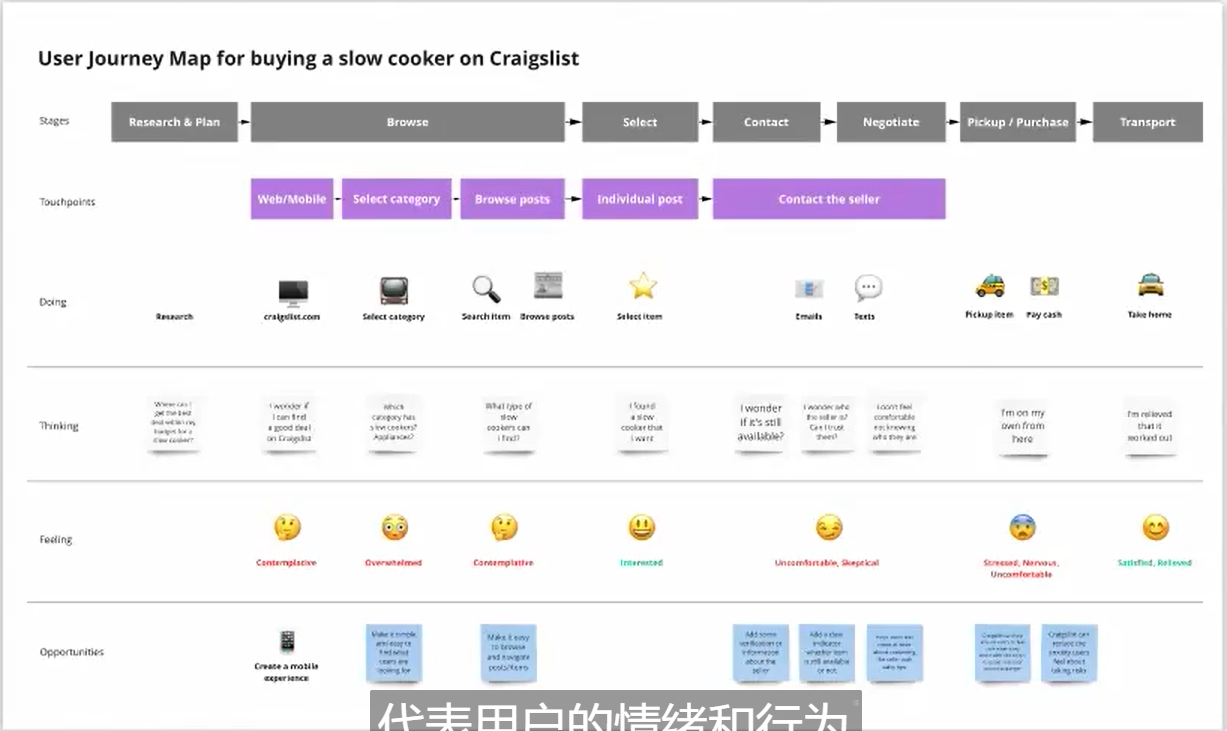 User Journey Map for buying a slow cooker on Craigslist
Stages
Research & Plan
Browse
Select
Contact
Negotiate
Pickup / Purchase
Transport
Touchpoints
Web/Mobile
Select category
Browse posts
Individual post
Contact the seller
Doing
Research
craigslist.com
Select category
Search item
Browse posts
Select item
Emails
Texts
Pickup item
Pay cash
Take home
Thinking
Where can I
get the best
deal within my
budget for a
slow cooker?
I wonder if
I can find
a good deal
on Craigslist
Which
category has
slow cookers?
Appliances?
What type of
slow
cookers can
I find?
I found
a slow
cooker that
I want
I wonder
if it's still
available?
I wonder who
the seller is?
Can I trust
them?
I don't feel
comfortable
not knowing
who they are
I'm on my
own from
here
I'm relieved
that it
worked out
Feeling
Contemplative
Overwhelmed
Contemplative
Interested
Uncomfortable, Skeptical
Stressed, Nervous,
Uncomfortable
Satisfied, Relieved
Opportunities
Create a mobile
experience
Make it simple
and easy to
find what
users are
looking for
Make it easy
to browse
and navigate
posts/items
Add some
verification or
information
about the
seller
Add a clear
indicator
whether item
is still available
or not.
Craigslist can
reduce the
anxiety users
feel about
taking risks
代表用户的情绪和行为